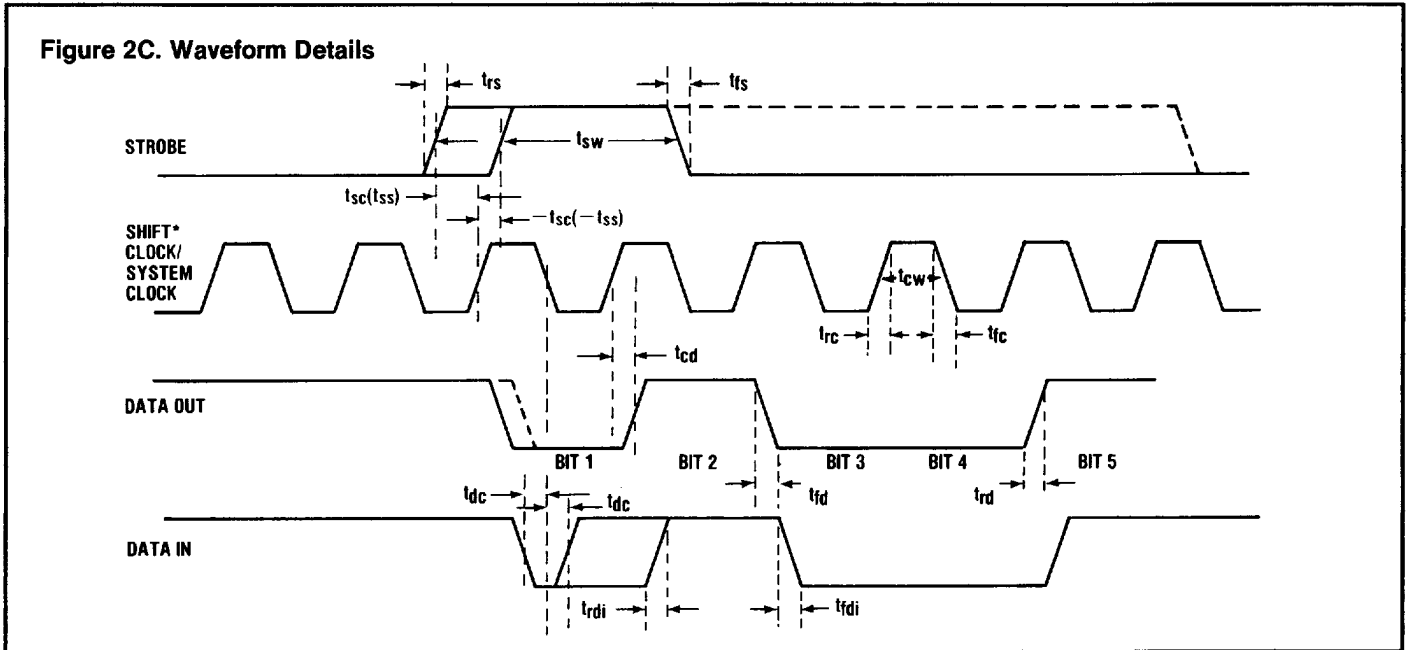 Figure 2C. Waveform Details
trs
tfs
STROBE
tsw
tsc(tss)
−tsc(−tss)
SHIFT*
CLOCK/
SYSTEM
CLOCK
tcw
trc
tfc
tcd
DATA OUT
BIT 1
BIT 2
BIT 3
BIT 4
BIT 5
tdc
tdc
tfd
trd
DATA IN
trdi
tfdi